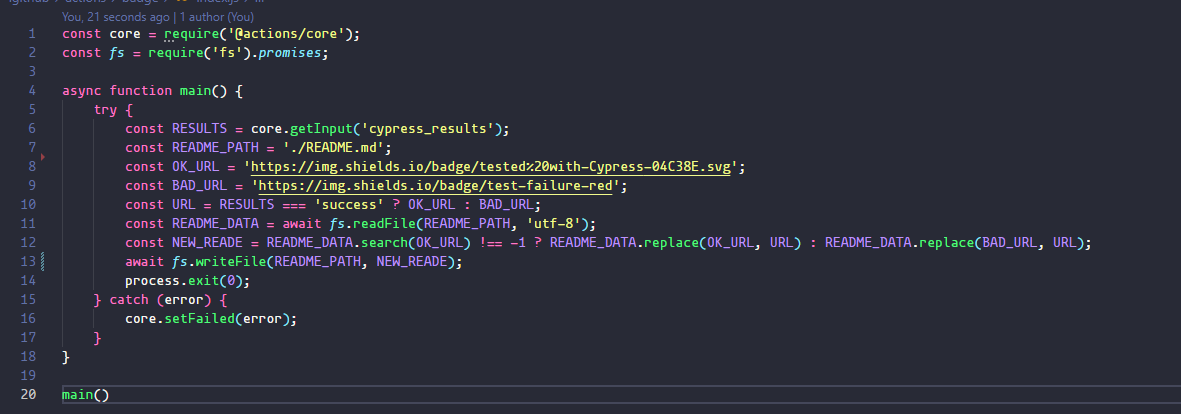 You, 21 seconds ago | 1 author (You)
1 const core = require('@actions/core');
2 const fs = require('fs').promises;
3
4 async function main() {
5 try {
6 const RESULTS = core.getInput('cypress_results');
7 const README_PATH = './README.md';
8 const OK_URL = 'https://img.shields.io/badge/tested%20with-Cypress-04C38E.svg';
9 const BAD_URL = 'https://img.shields.io/badge/test-failure-red';
10 const URL = RESULTS === 'success' ? OK_URL : BAD_URL;
11 const README_DATA = await fs.readFile(README_PATH, 'utf-8');
12 const NEW_READE = README_DATA.search(OK_URL) !== -1 ? README_DATA.replace(OK_URL, URL) : README_DATA.replace(BAD_URL, URL);
13 await fs.writeFile(README_PATH, NEW_READE);
14 process.exit(0);
15 } catch (error) {
16 core.setFailed(error);
17 }
18 }
19
20 main()